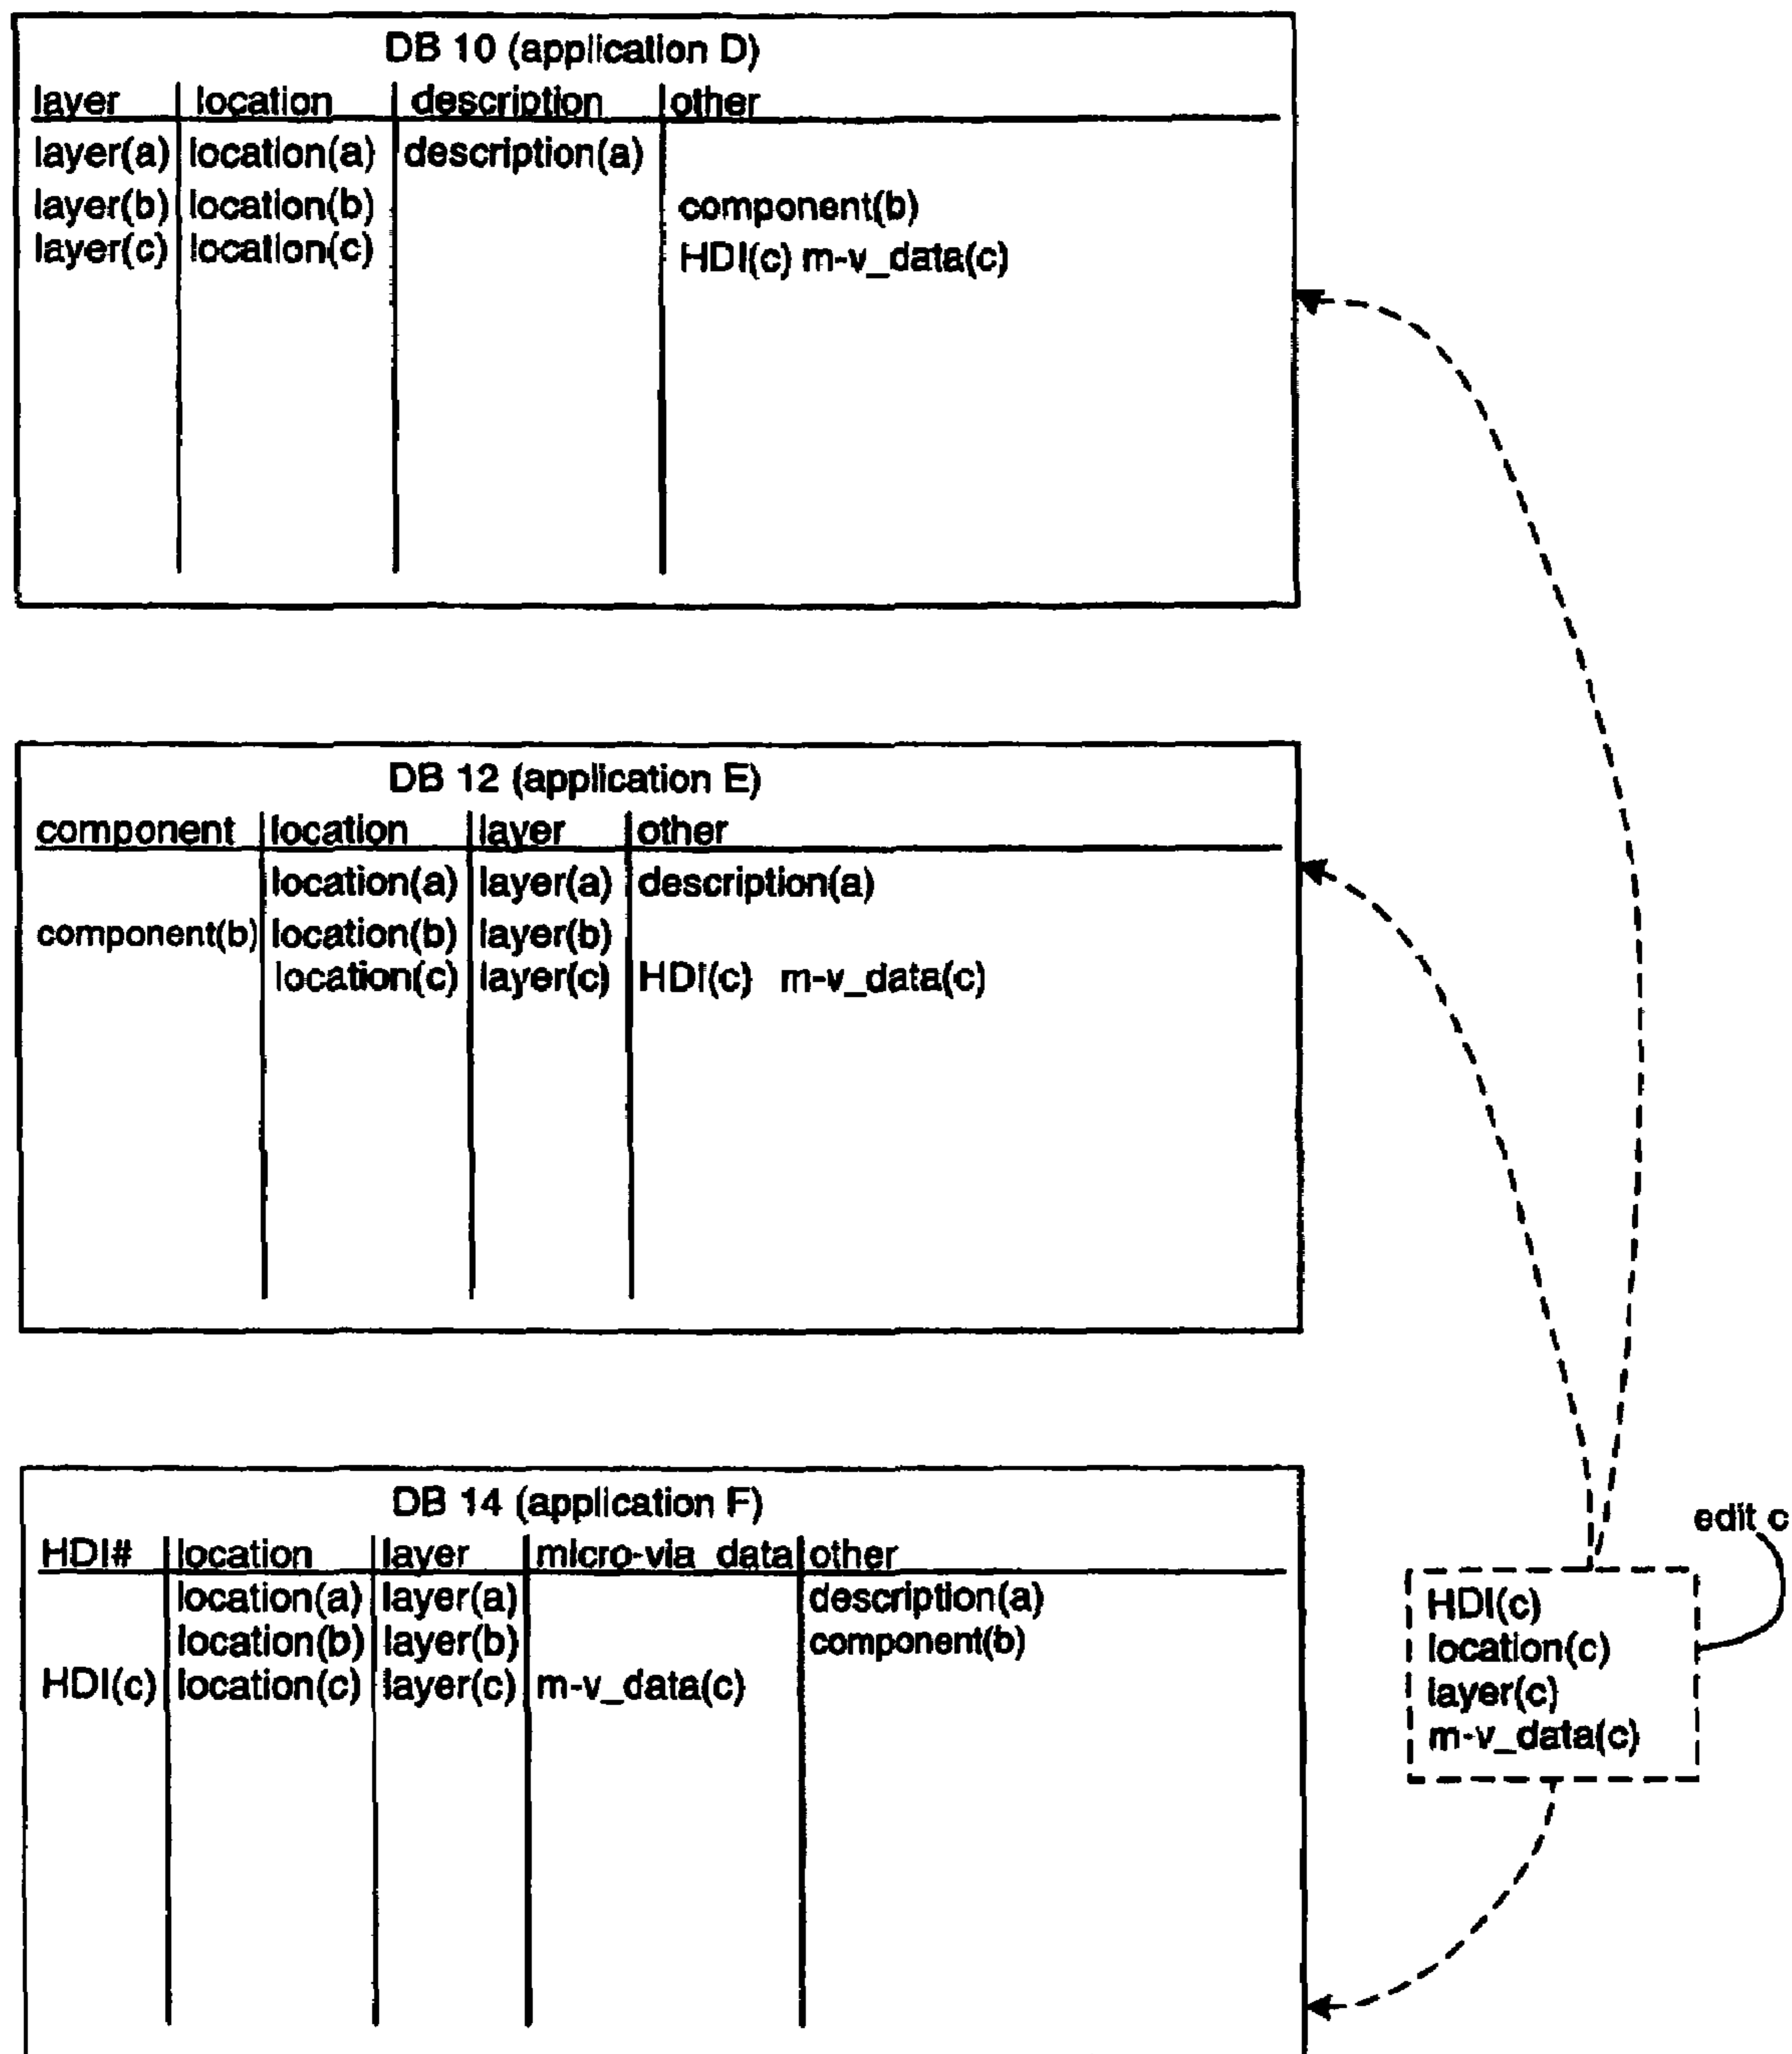 DB 10 (application D)
layer location description other
layer(a) location(a) description(a)
layer(b) location(b) component(b)
layer(c) location(c) HDI(c) m-v_data(c)
DB 12 (application E)
component location layer other
location(a) layer(a) description(a)
component(b) location(b) layer(b)
location(c) layer(c) HDI(c) m-v_data(c)
DB 14 (application F)
HDI# location layer micro-via_data other
location(a) layer(a) description(a)
location(b) layer(b) component(b)
HDI(c) location(c) layer(c) m-v_data(c)
edit c
HDI(c)
location(c)
layer(c)
m-v_data(c)